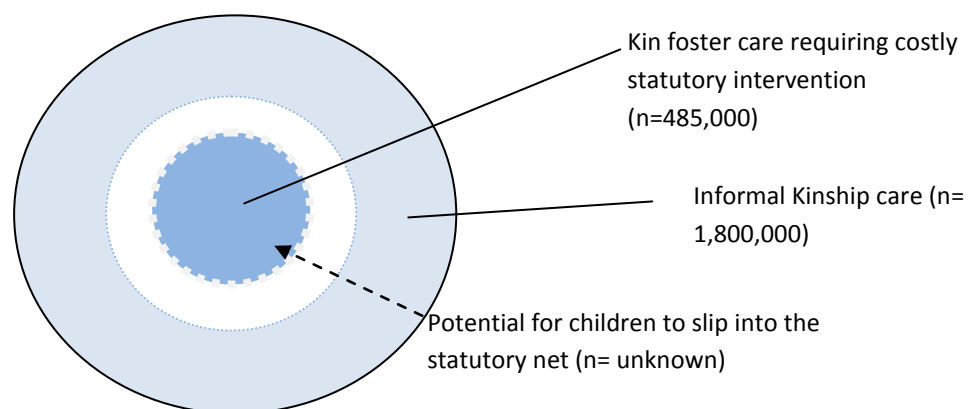 Kin foster care requiring costly
statutory intervention
(n=485,000)
Informal Kinship care (n=
1,800,000)
Potential for children to slip into the
statutory net (n= unknown)